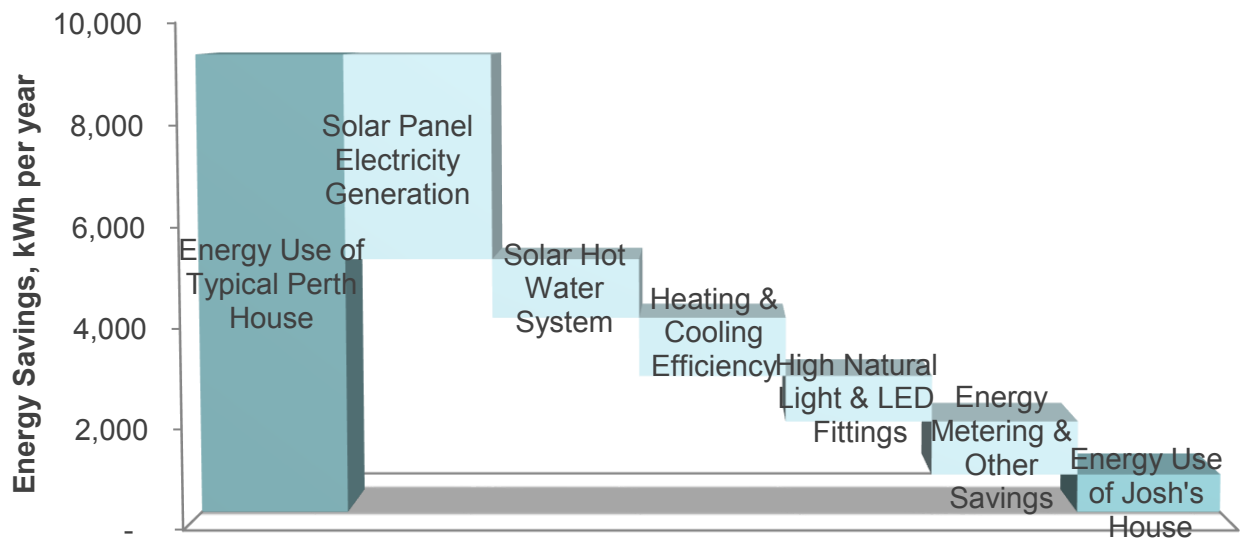 10,000
8,000
6,000
4,000
2,000
-
Energy Savings, kWh per year
Energy Use of
Typical Perth
House
Solar Panel
Electricity
Generation
Solar Hot
Water
System
Heating &
Cooling
Efficiency
High Natural
Light & LED
Fittings
Energy
Metering &
Other
Savings
Energy Use
of Josh's
House